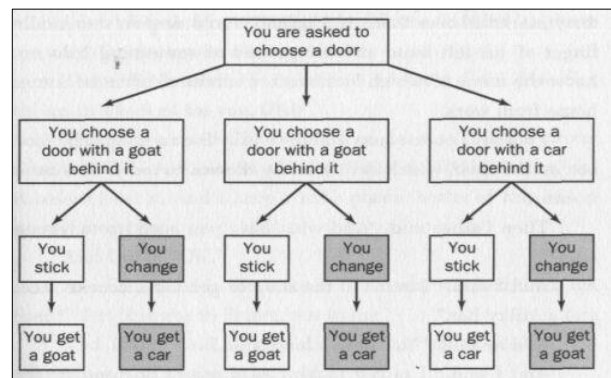 You are asked to
choose a door
You choose a
door with a goat
behind it
You choose a
door with a goat
behind it
You choose a
door with a car
behind it
You
stick
You
change
You
stick
You
change
You
stick
You
change
You get
a goat
You get
a car
You get
a goat
You get
a car
You get
a car
You get
a goat